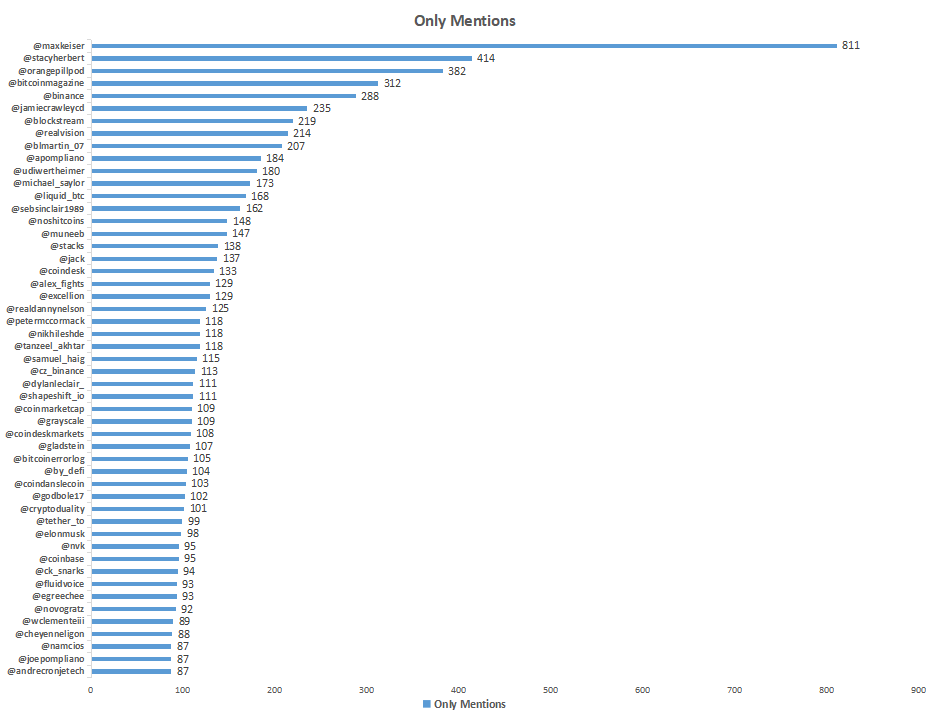 Only Mentions
@maxkeiser 811
@stacyherbert 414
@orangepillpod 382
@bitcoinmagazine 312
@binance 288
@jamiecrawleycd 235
@blockstream 219
@realvision 214
@blmartin_07 207
@apompliano 184
@udiwertheimer 180
@michael_saylor 173
@liquid_btc 168
@sebsinclair1989 162
@noshitcoins 148
@muneeb 147
@stacks 138
@jack 137
@coindesk 133
@alex_fights 129
@excellion 129
@realdannynelson 125
@petermccormack 118
@nikhileshde 118
@tanzeel_akhtar 118
@samuel_haig 115
@cz_binance 113
@dylanleclair_ 111
@shapeshift_io 111
@coinmarketcap 109
@grayscale 109
@coindeskmarkets 108
@gladstein 107
@bitcoinerrorlog 105
@by_defi 104
@coindanslecoin 103
@godbole17 102
@cryptoduality 101
@tether_to 99
@elonmusk 98
@nvk 95
@coinbase 95
@ck_snarks 94
@fluidvoice 93
@egreechee 93
@novogratz 92
@wclementeiii 89
@cheyenneligon 88
@namcios 87
@joepompliano 87
@andrecronjetech 87
0 100 200 300 400 500 600 700 800 900
Only Mentions